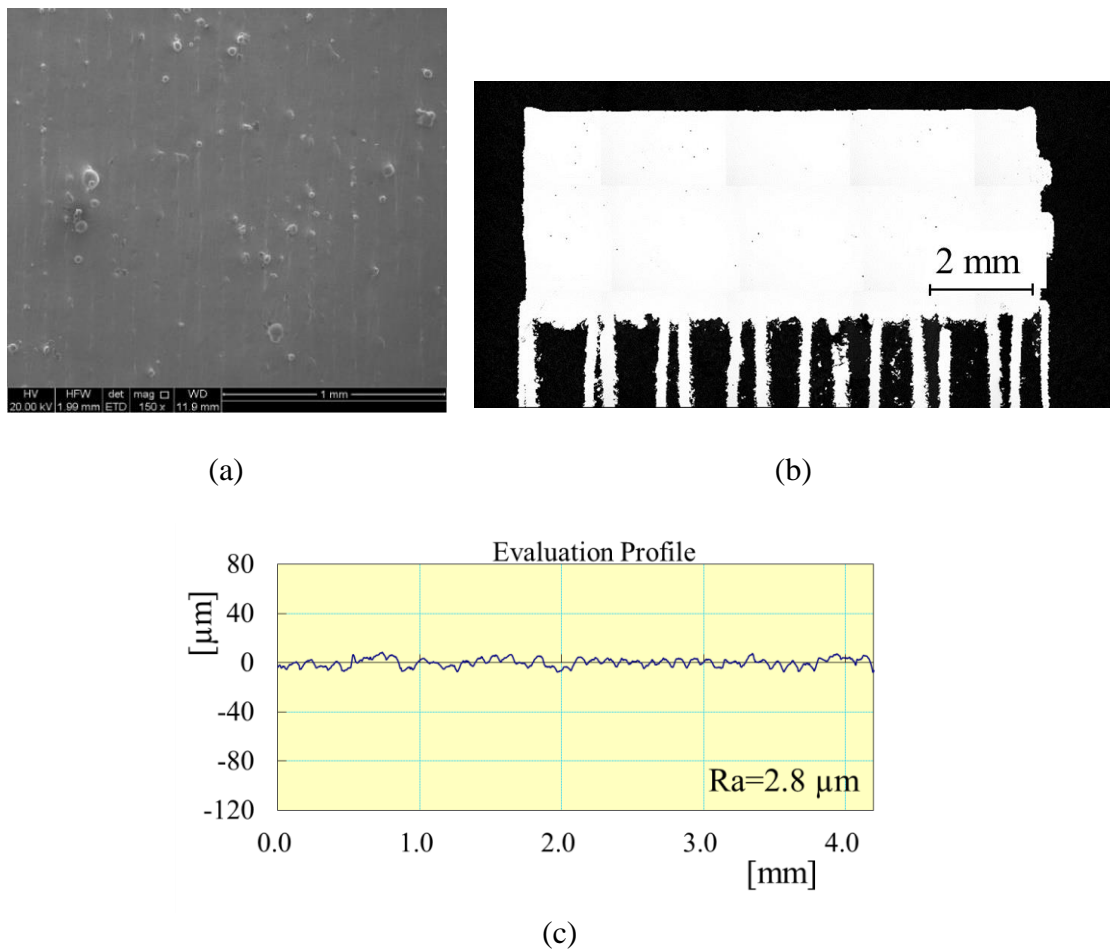 HV HFW det mag □ WD
20.00 kV 1.99 mm ETD 150 x 11.9 mm
1 mm
2 mm
(a)
(b)
Evaluation Profile
[µm]
80
40
0
-40
-80
-120
Ra=2.8 µm
0.0 1.0 2.0 3.0 4.0
[mm]
(c)